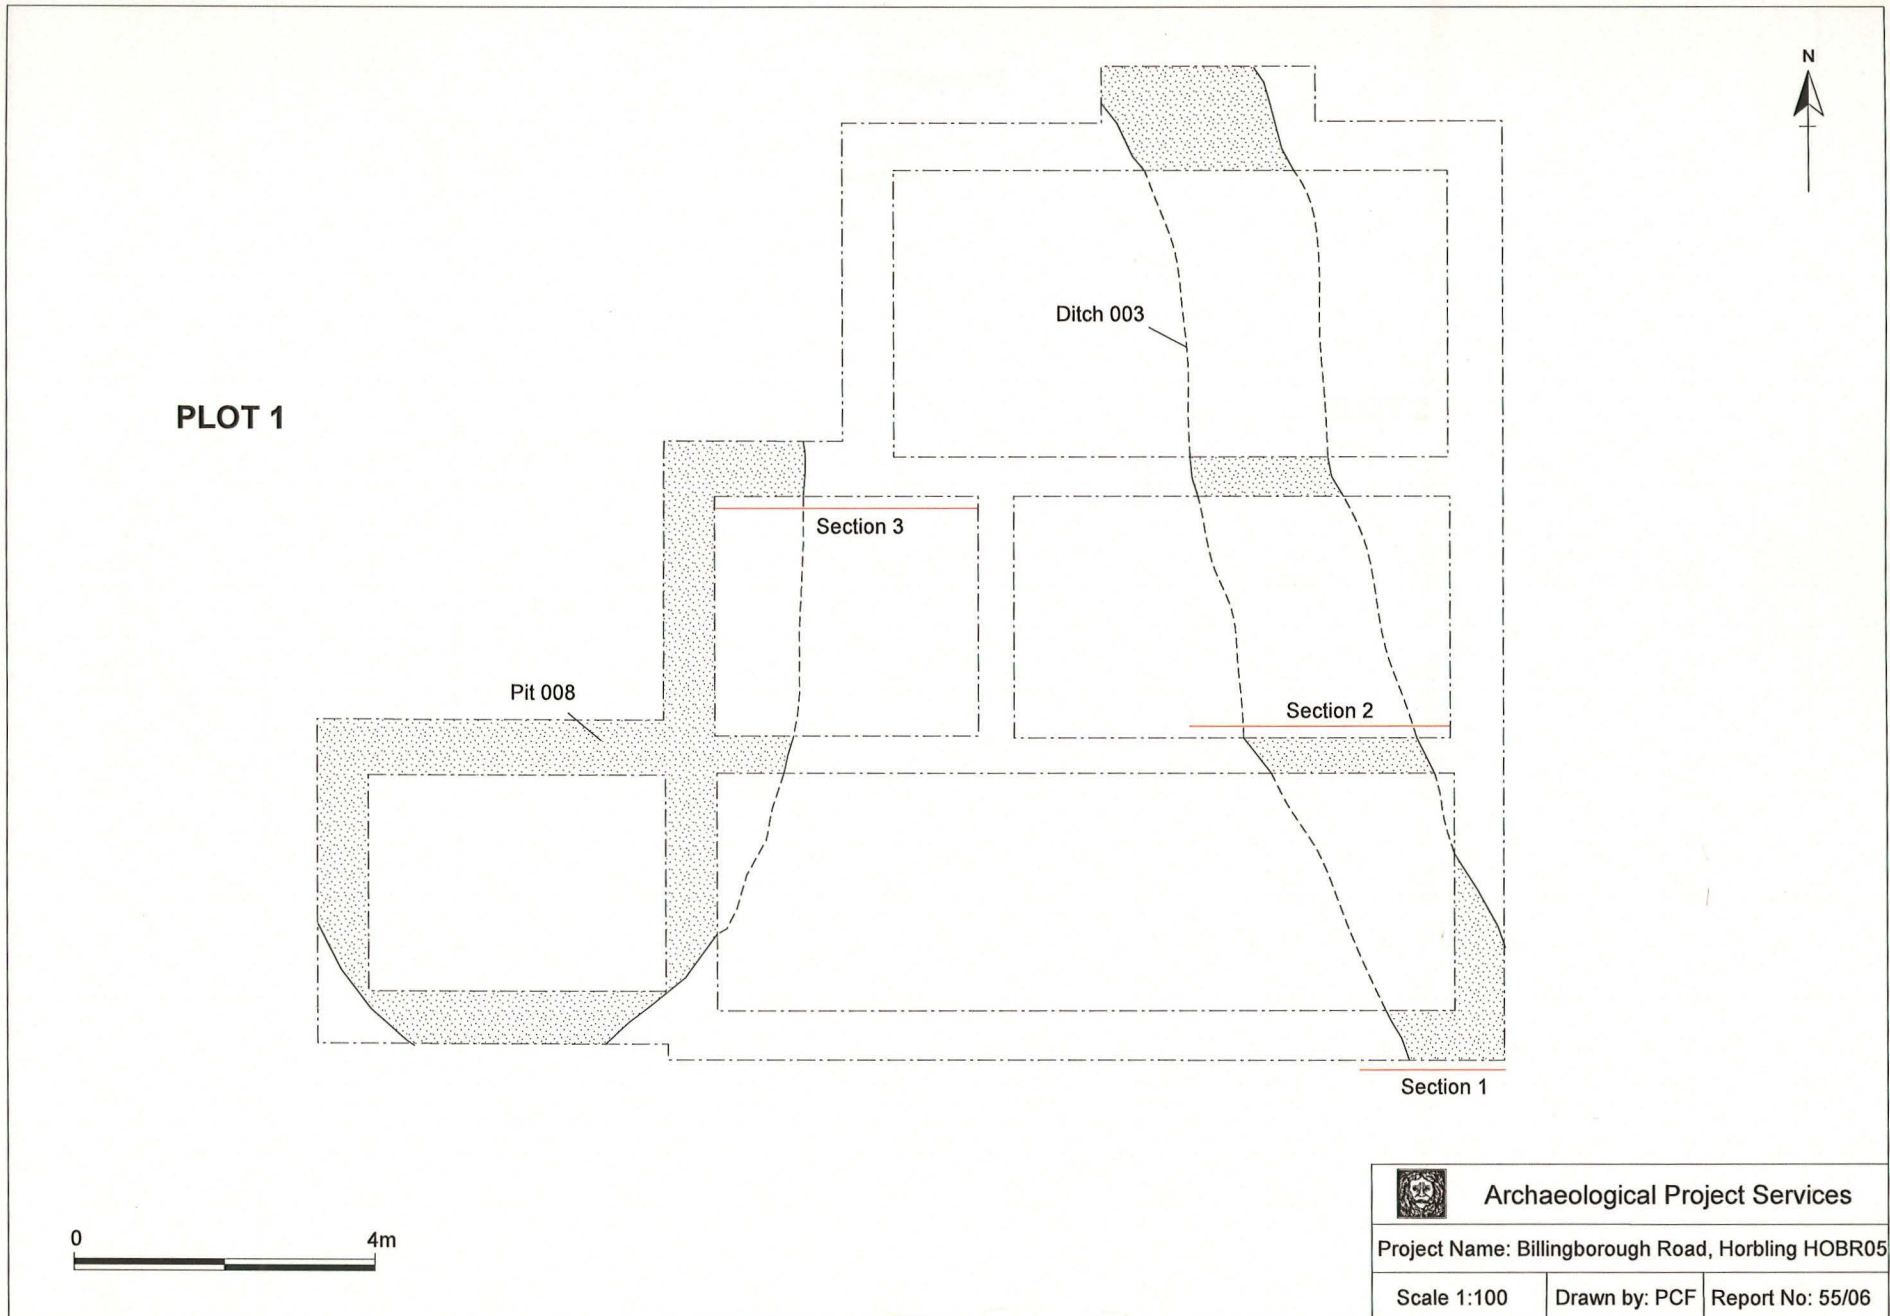 N
Ditch 003
PLOT 1
Section 3
Pit 008
Section 2
Section 1
0 4m
Archaeological Project Services
Project Name: Billingborough Road, Horbling HOBR05
Scale 1:100 Drawn by: PCF Report No: 55/06